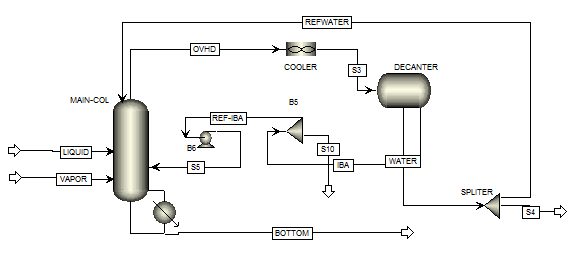 REFWATER
OVHD
COOLER
S3
DECANTER
MAIN-COL
B5
REF-IBA
B6
S10
LIQUID
S5
IBA
WATER
VAPOR
SPLITER
S4
BOTTOM